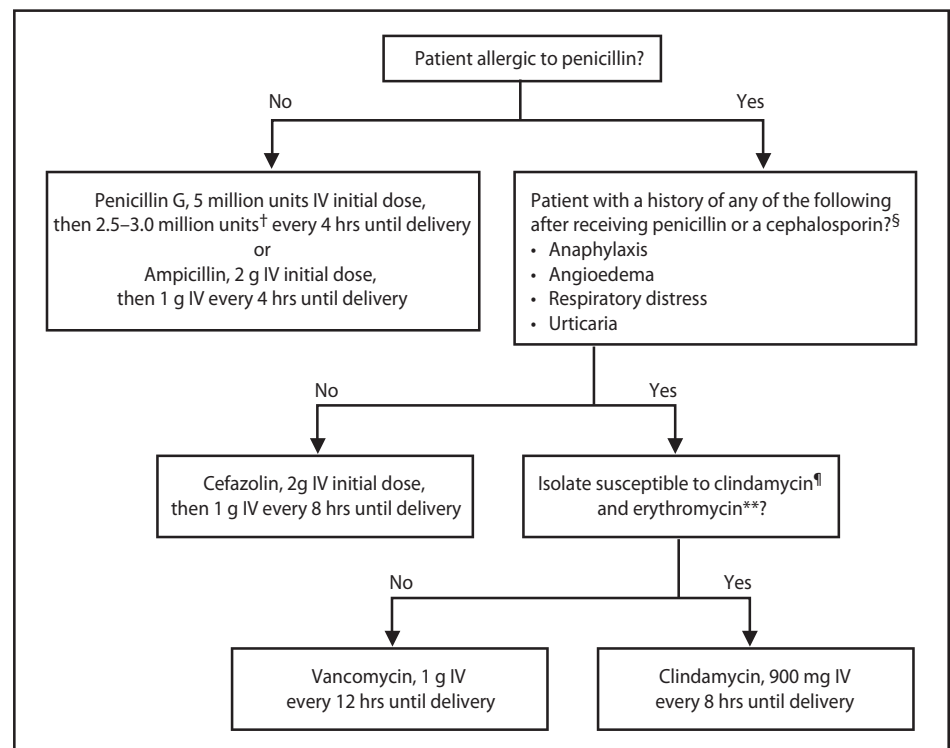 Patient allergic to penicillin?
No
Yes
Penicillin G, 5 million units IV initial dose,
then 2.5–3.0 million units† every 4 hrs until delivery
or
Ampicillin, 2 g IV initial dose,
then 1 g IV every 4 hrs until delivery
Patient with a history of any of the following
after receiving penicillin or a cephalosporin?§
• Anaphylaxis
• Angioedema
• Respiratory distress
• Urticaria
No
Yes
Cefazolin, 2g IV initial dose,
then 1 g IV every 8 hrs until delivery
Isolate susceptible to clindamycin¶
and erythromycin**?
No
Yes
Vancomycin, 1 g IV
every 12 hrs until delivery
Clindamycin, 900 mg IV
every 8 hrs until delivery